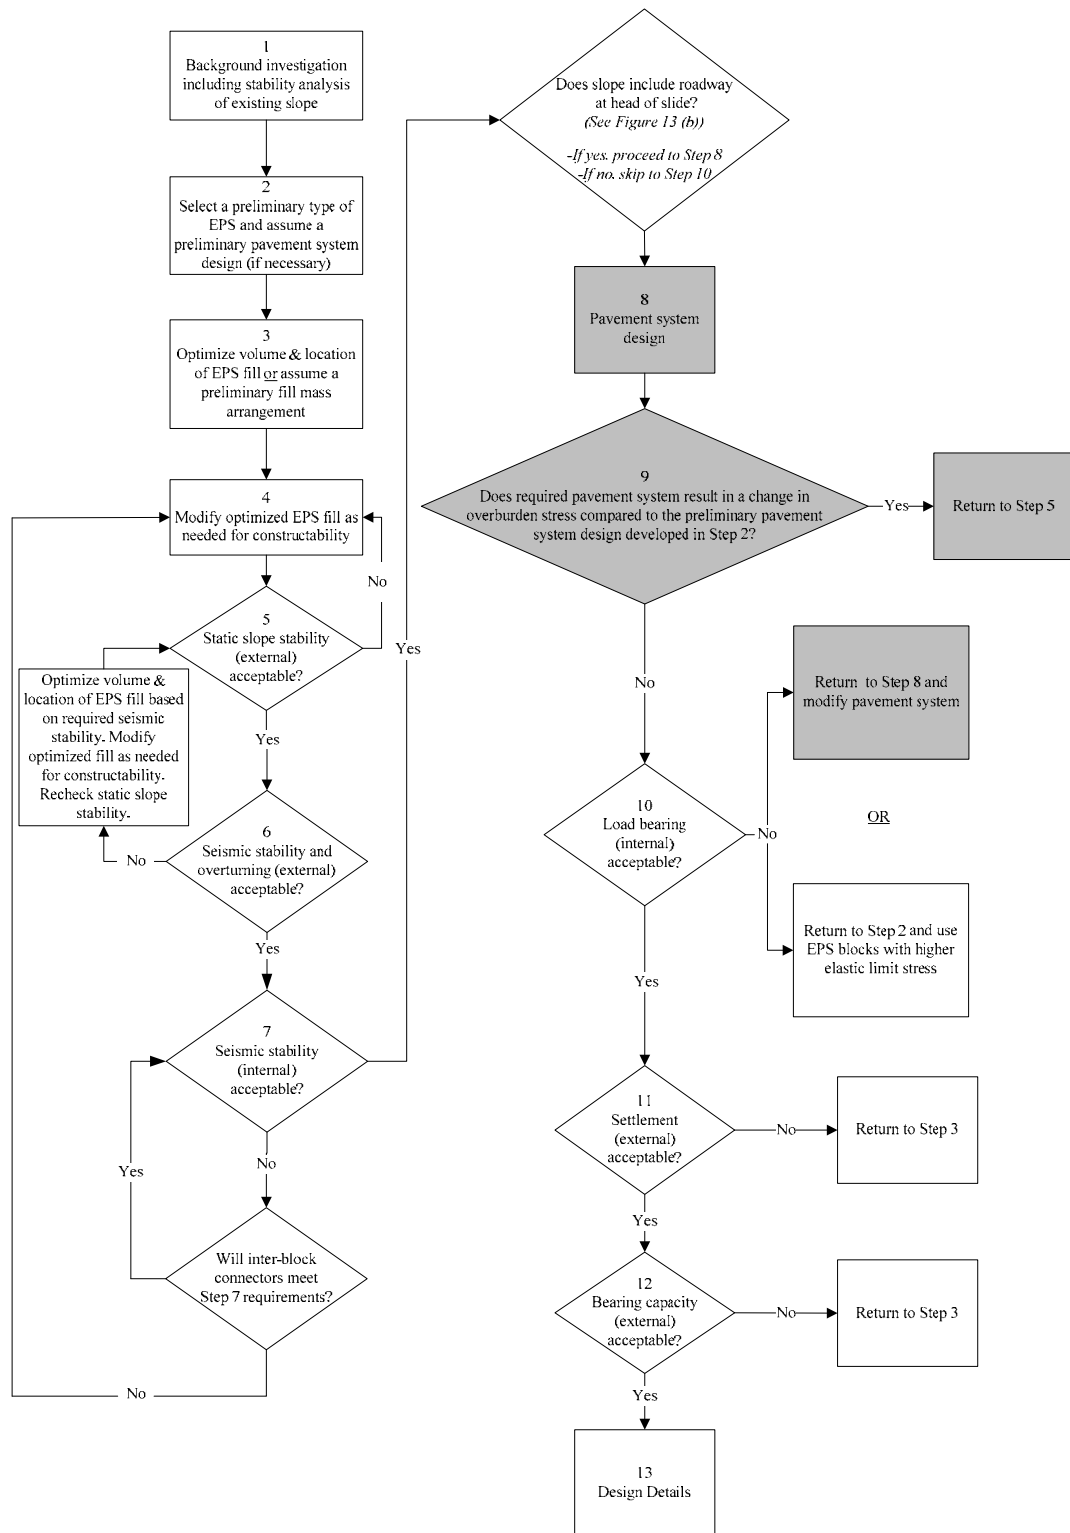 1
Background investigation
including stability analysis
of existing slope
2
Select a preliminary type of
EPS and assume a
preliminary pavement system
design (if necessary)
3
Optimize volume & location
of EPS fill or assume a
preliminary fill mass
arrangement
4
Modify optimized EPS fill as
needed for constructability
No
5
Static slope stability
(external)
acceptable?
Optimize volume &
location of EPS fill based
on required seismic
stability. Modify
optimized fill as needed
for constructability.
Recheck static slope
stability.
Yes
6
Seismic stability and
overturning (external)
acceptable?
No
Yes
7
Seismic stability
(internal)
acceptable?
Yes
No
Yes
Will inter-block
connectors meet
Step 7 requirements?
No
Does slope include roadway
at head of slide?
(See Figure 13 (b))
-If yes. proceed to Step 8
-If no. skip to Step 10
8
Pavement system
design
9
Does required pavement system result in a change in
overburden stress compared to the preliminary pavement
system design developed in Step 2?
Yes
Return to Step 5
No
Return to Step 8 and
modify pavement system
10
Load bearing
(internal)
acceptable?
No
OR
Return to Step 2 and use
EPS blocks with higher
elastic limit stress
Yes
11
Settlement
(external)
acceptable?
No
Return to Step 3
Yes
12
Bearing capacity
(external)
acceptable?
No
Return to Step 3
Yes
13
Design Details